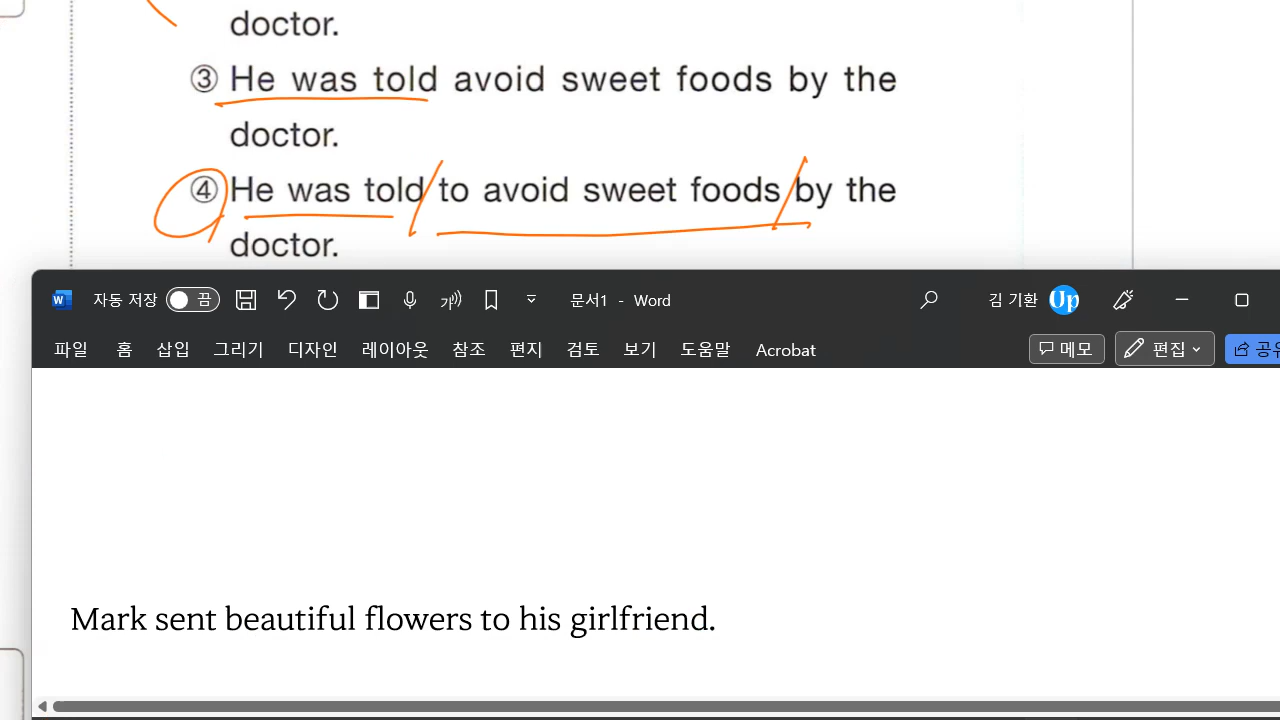 doctor.
③ He was told avoid sweet foods by the
doctor.
④ He was told to avoid sweet foods by the
doctor.
자동 저장 끔 가 문서1 - Word 김 기환 Up
파일 홈 삽입 그리기 디자인 레이아웃 참조 편지 검토 보기 도움말 Acrobat 메모 편집 공유
Mark sent beautiful flowers to his girlfriend.